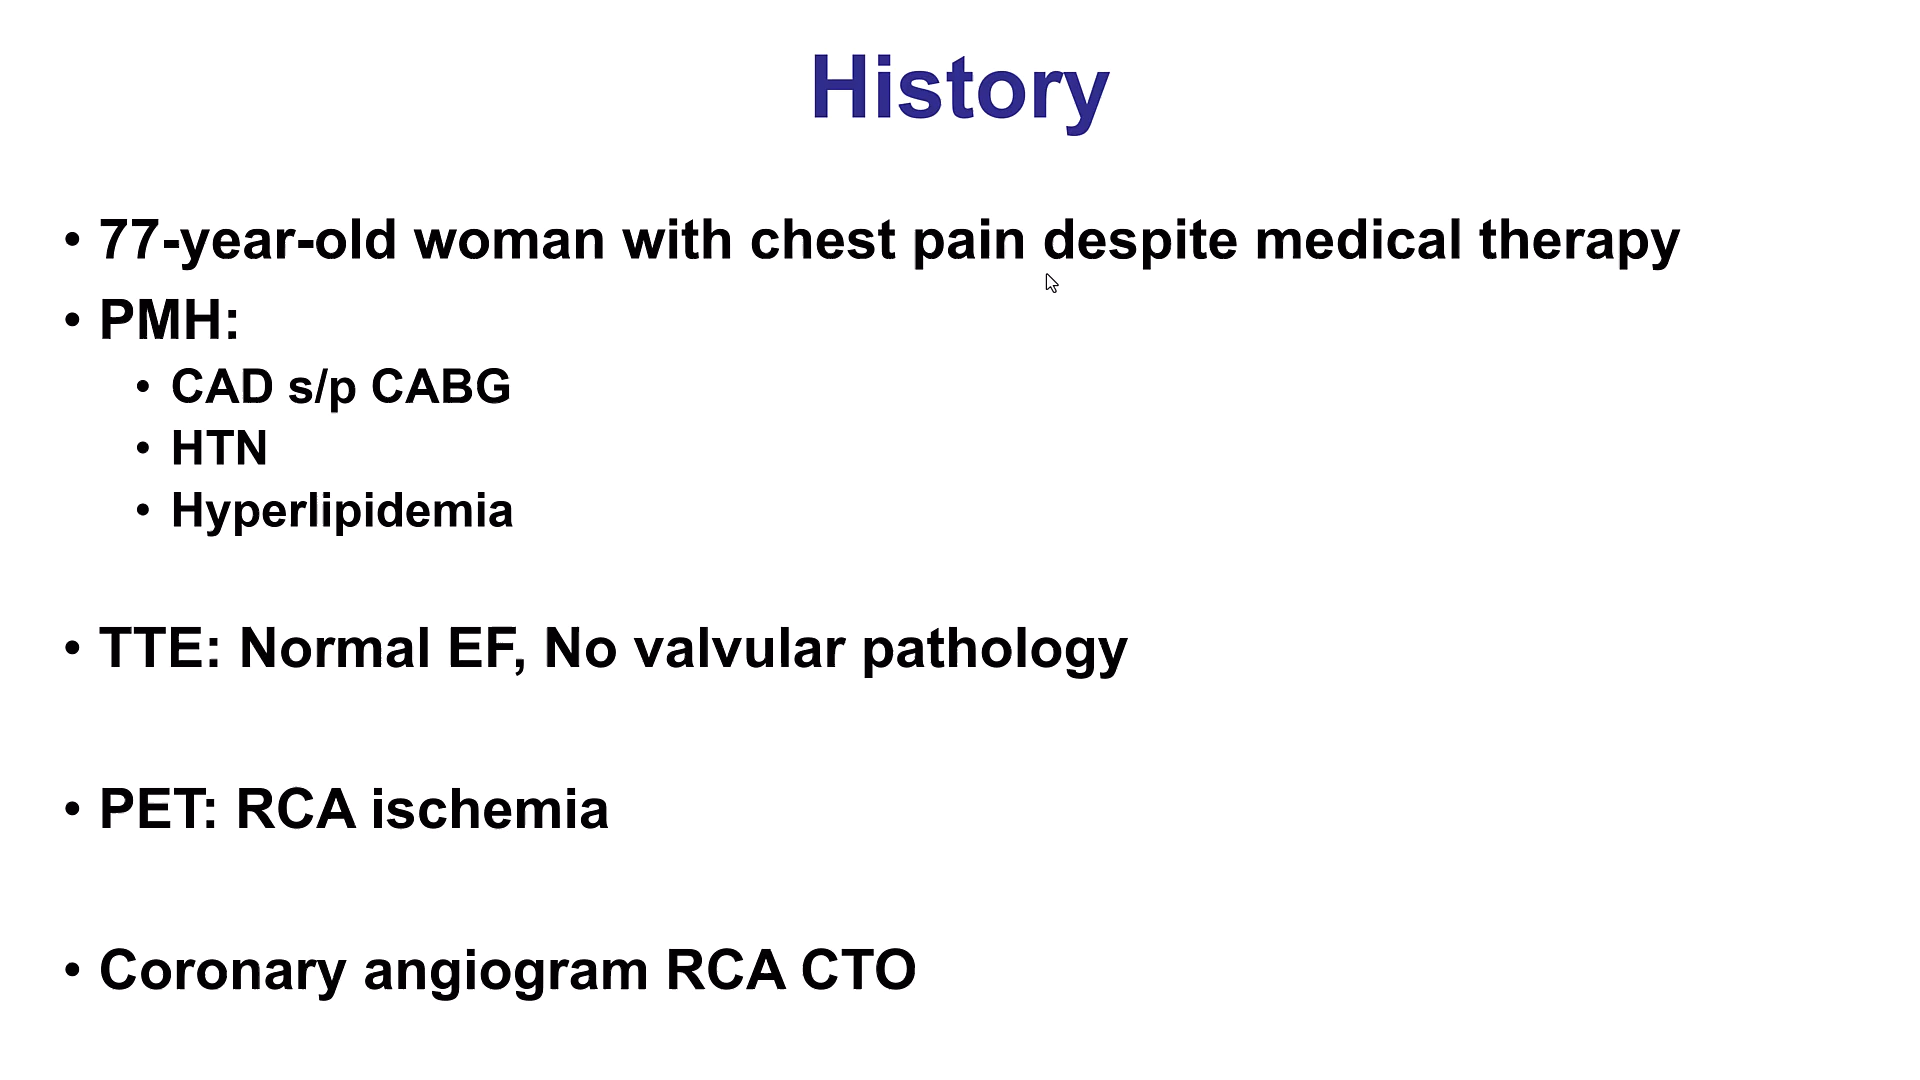 History
• 77-year-old woman with chest pain despite medical therapy
• PMH:
• CAD s/p CABG
• HTN
• Hyperlipidemia
• TTE: Normal EF, No valvular pathology
• PET: RCA ischemia
• Coronary angiogram RCA CTO